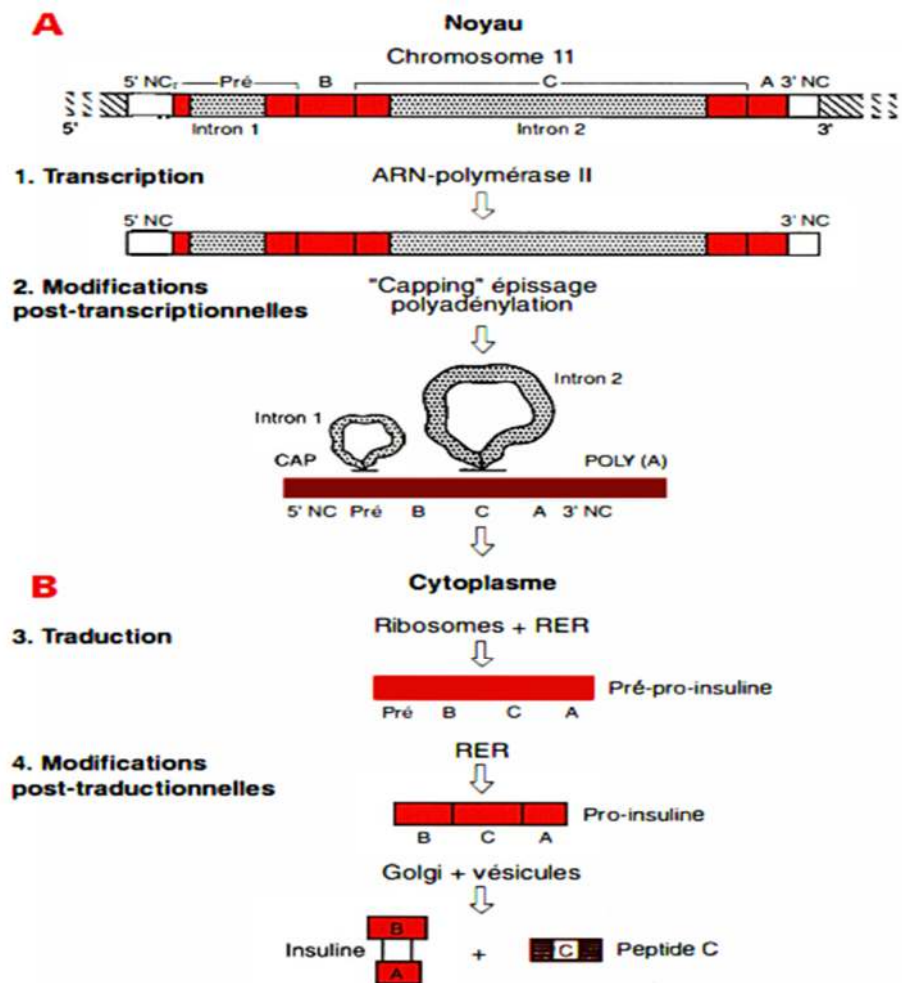 A
Noyau
Chromosome 11
5' NC Pré B C A 3' NC
5' Intron 1 Intron 2 3'
1. Transcription ARN-polymérase II
5' NC 3' NC
2. Modifications post-transcriptionnelles
"Capping" épissage
polyadénylation
Intron 2
Intron 1
CAP POLY (A)
5' NC Pré B C A 3' NC
B
Cytoplasme
3. Traduction
Ribosomes + RER
Pré-pro-insuline
Pré B C A
4. Modifications
post-traductionnelles
RER
Pro-insuline
B C A
Golgi + vésicules
B
Insuline + C Peptide C
A